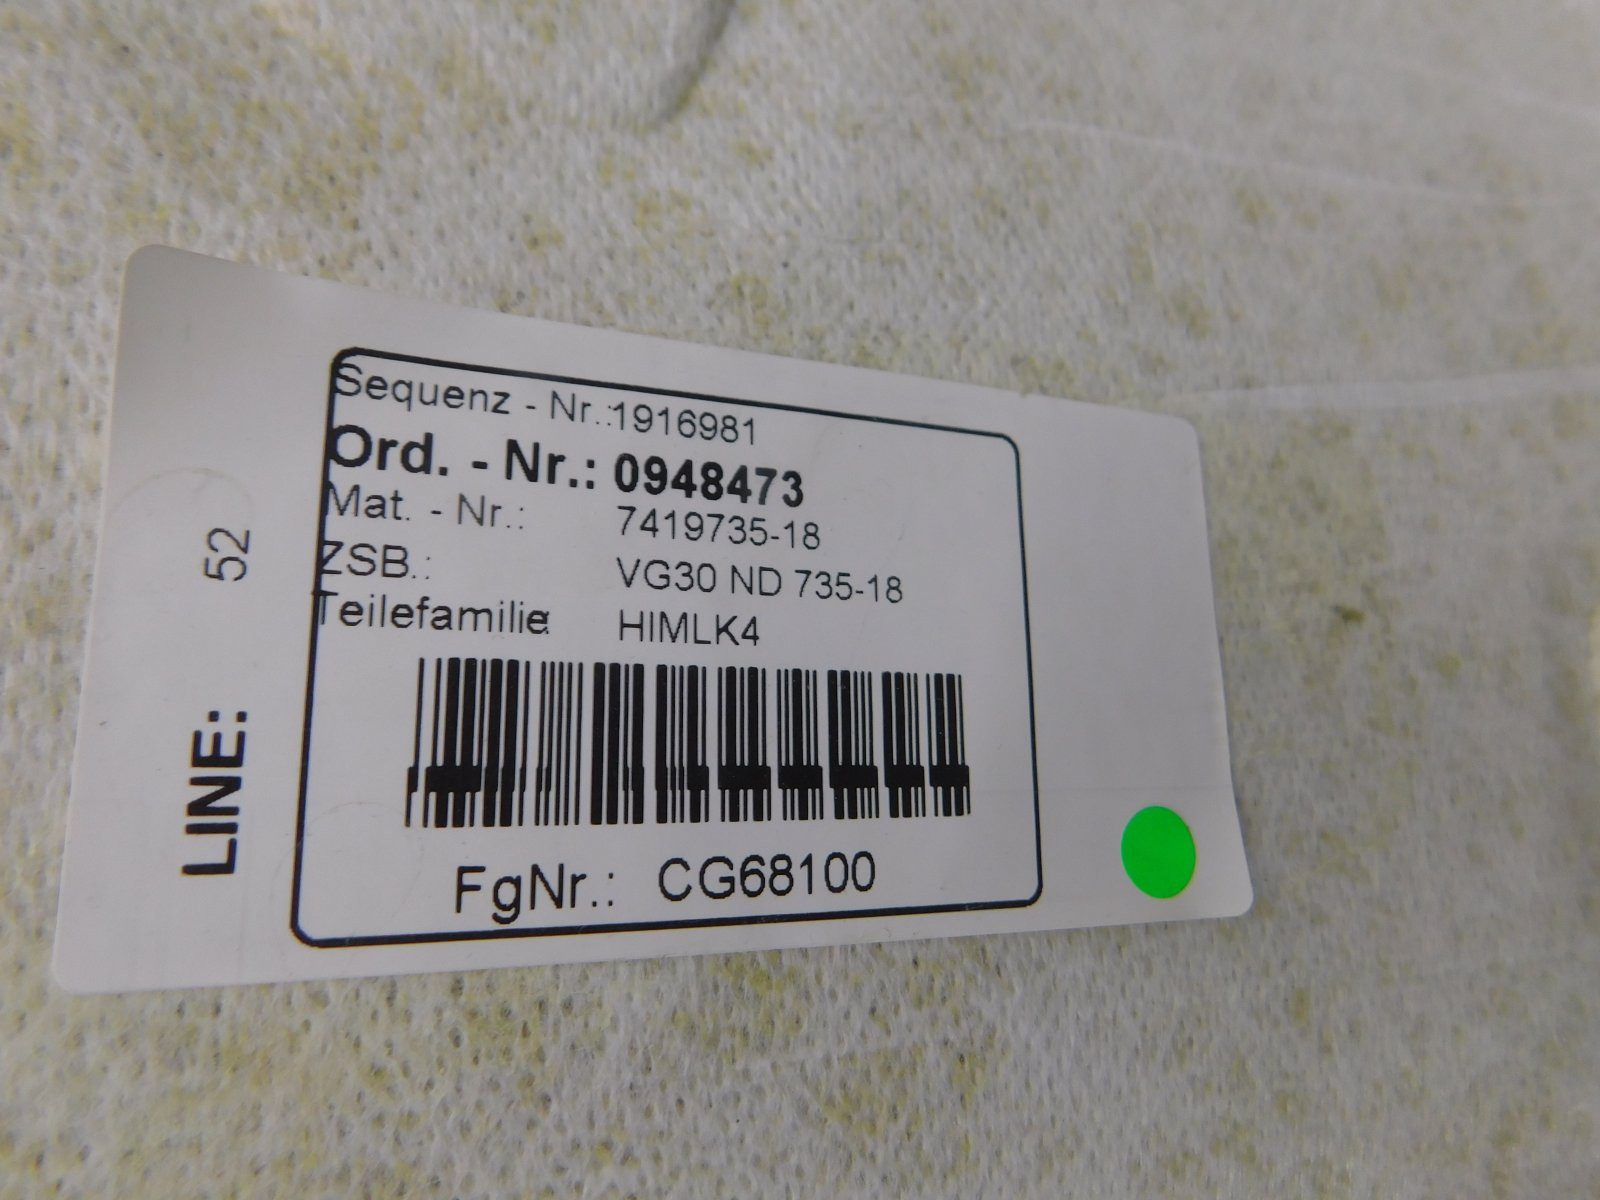 Sequenz - Nr.:1916981
Ord. - Nr.: 0948473
Mat. - Nr.: 7419735-18
ZSB.: VG30 ND 735-18
Teilefamilie: HIMLK4
FgNr.: CG68100
LINE: 52